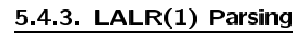 5.4.3. LALR(1) Parsing